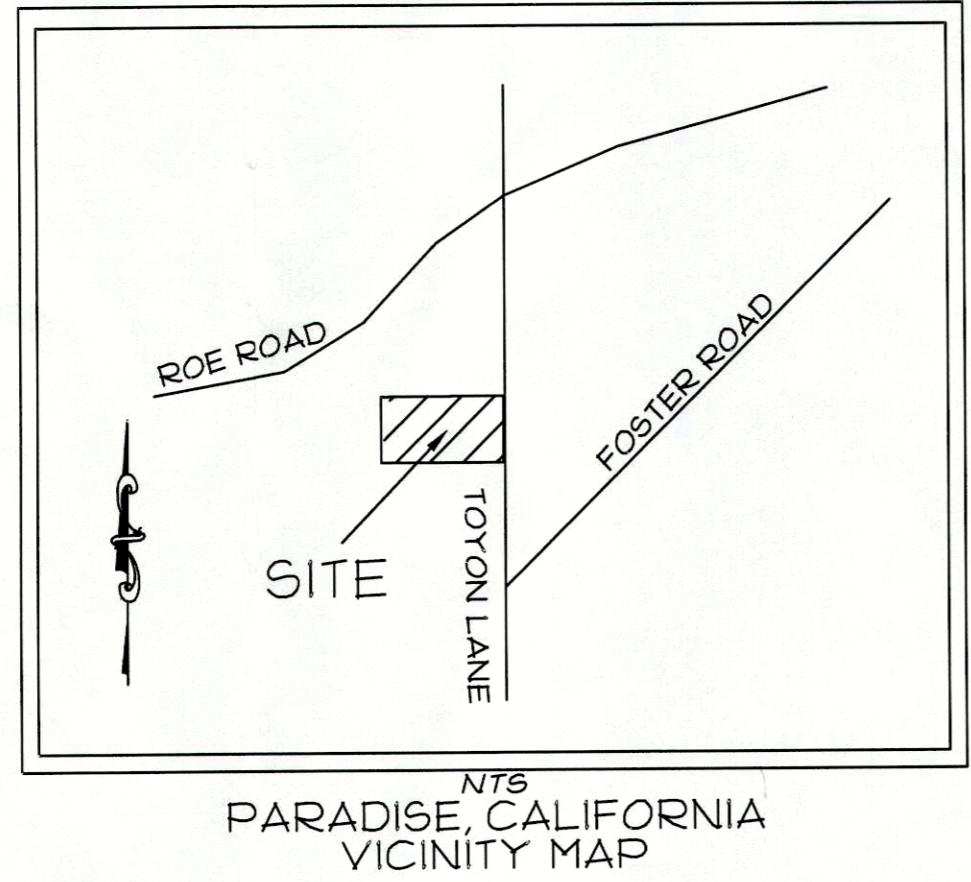 ROE ROAD
FOSTER ROAD
SITE
TOYON LANE
NTS
PARADISE, CALIFORNIA
VICINITY MAP